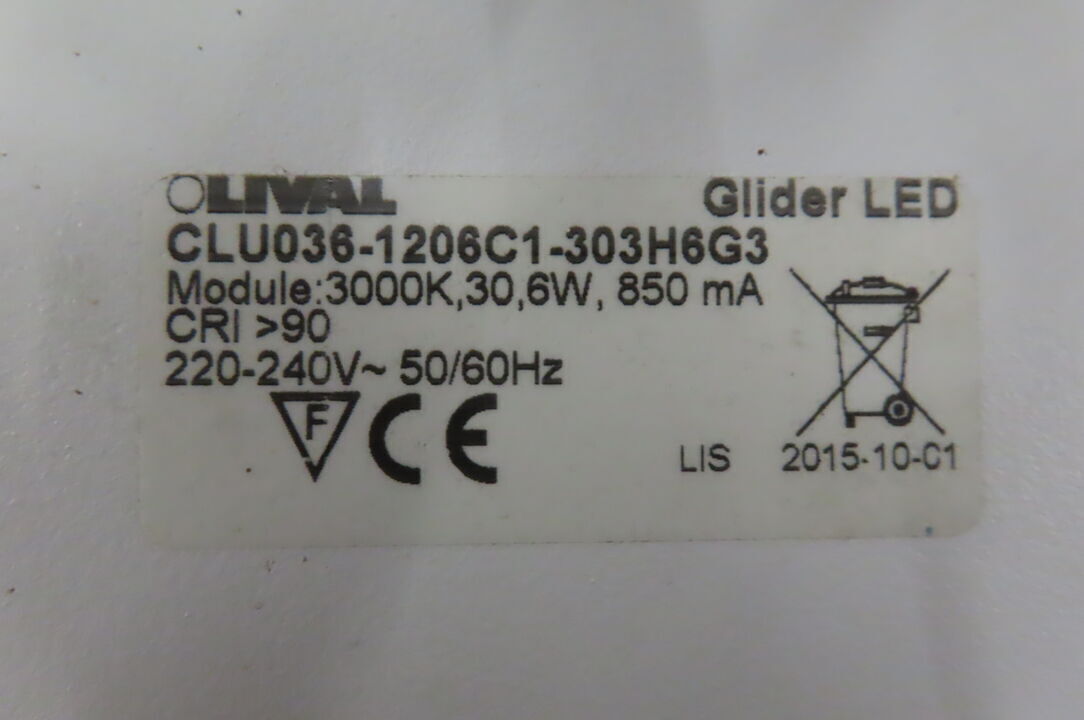 OLIVAL Glider LED
CLU036-1206C1-303H6G3
Module:3000K,30,6W, 850 mA
CRI >90
220-240V~ 50/60Hz
F CE
LIS 2015-10-01